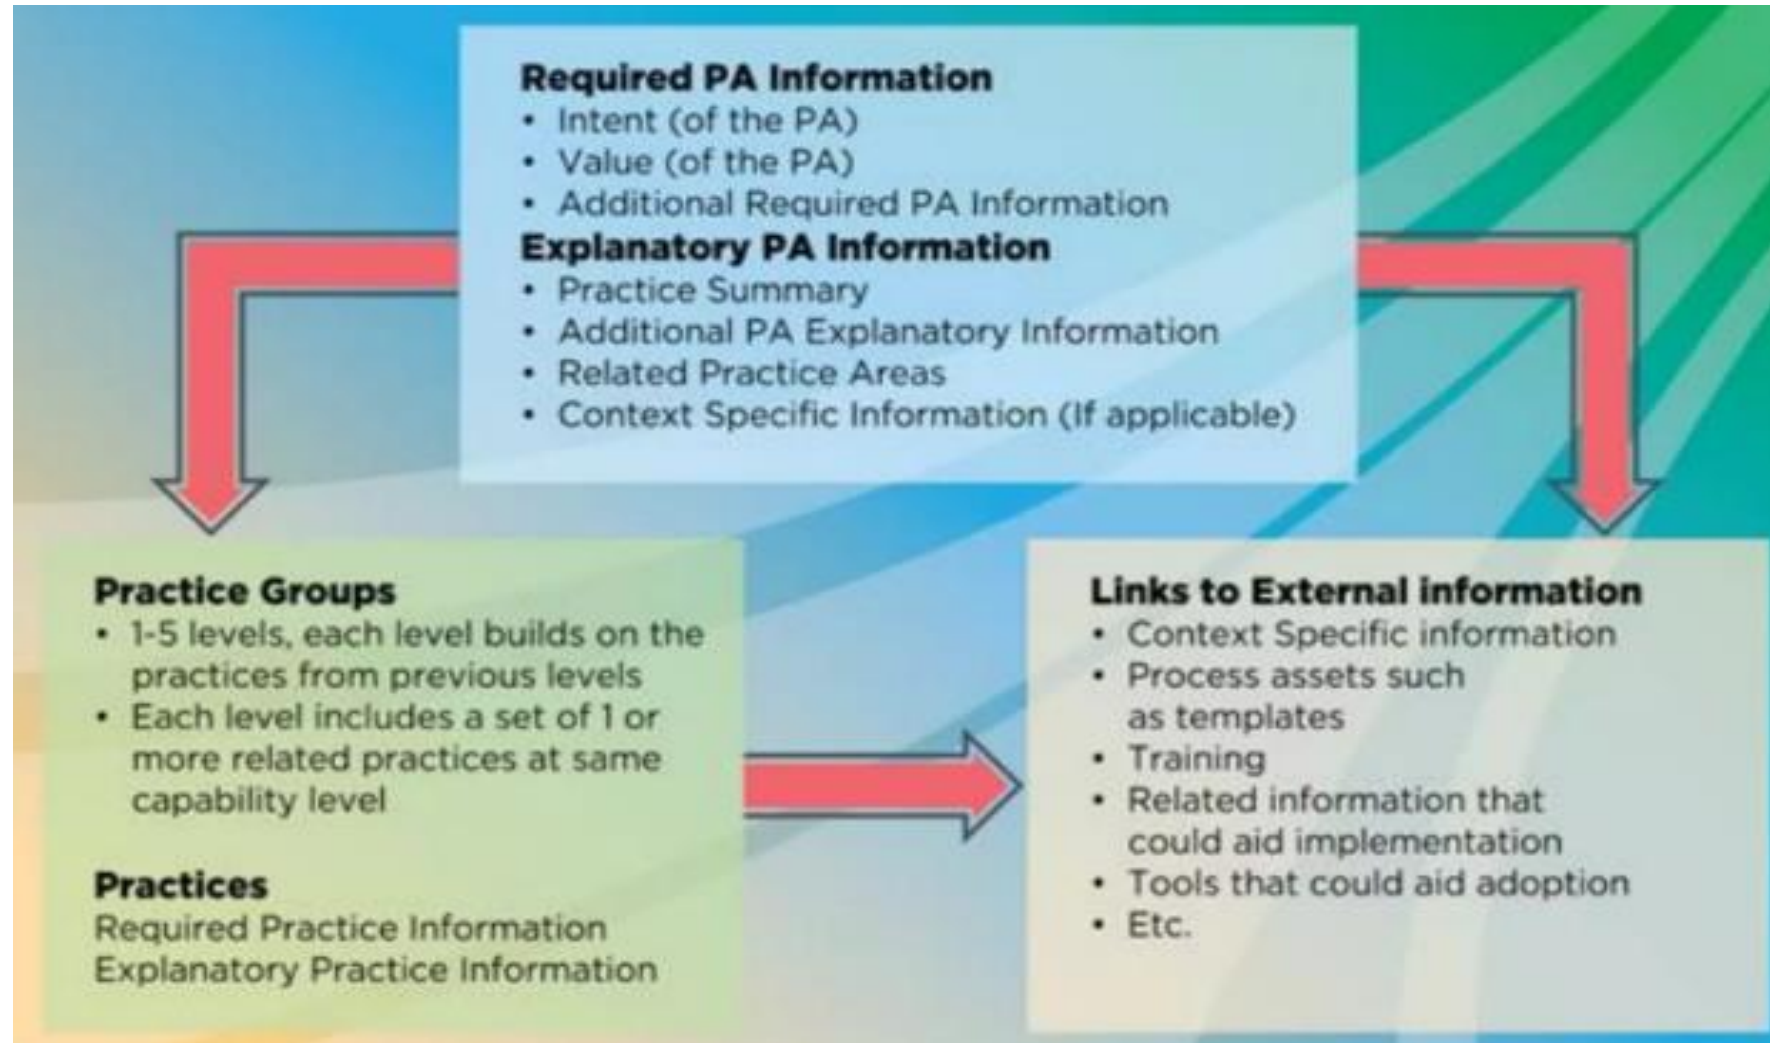 Required PA Information
• Intent (of the PA)
• Value (of the PA)
• Additional Required PA Information
Explanatory PA Information
• Practice Summary
• Additional PA Explanatory Information
• Related Practice Areas
• Context Specific Information (If applicable)
Practice Groups
• 1-5 levels, each level builds on the
practices from previous levels
• Each level includes a set of 1 or
more related practices at same
capability level
Practices
Required Practice Information
Explanatory Practice Information
Links to External information
• Context Specific information
• Process assets such
as templates
• Training
• Related information that
could aid implementation
• Tools that could aid adoption
• Etc.